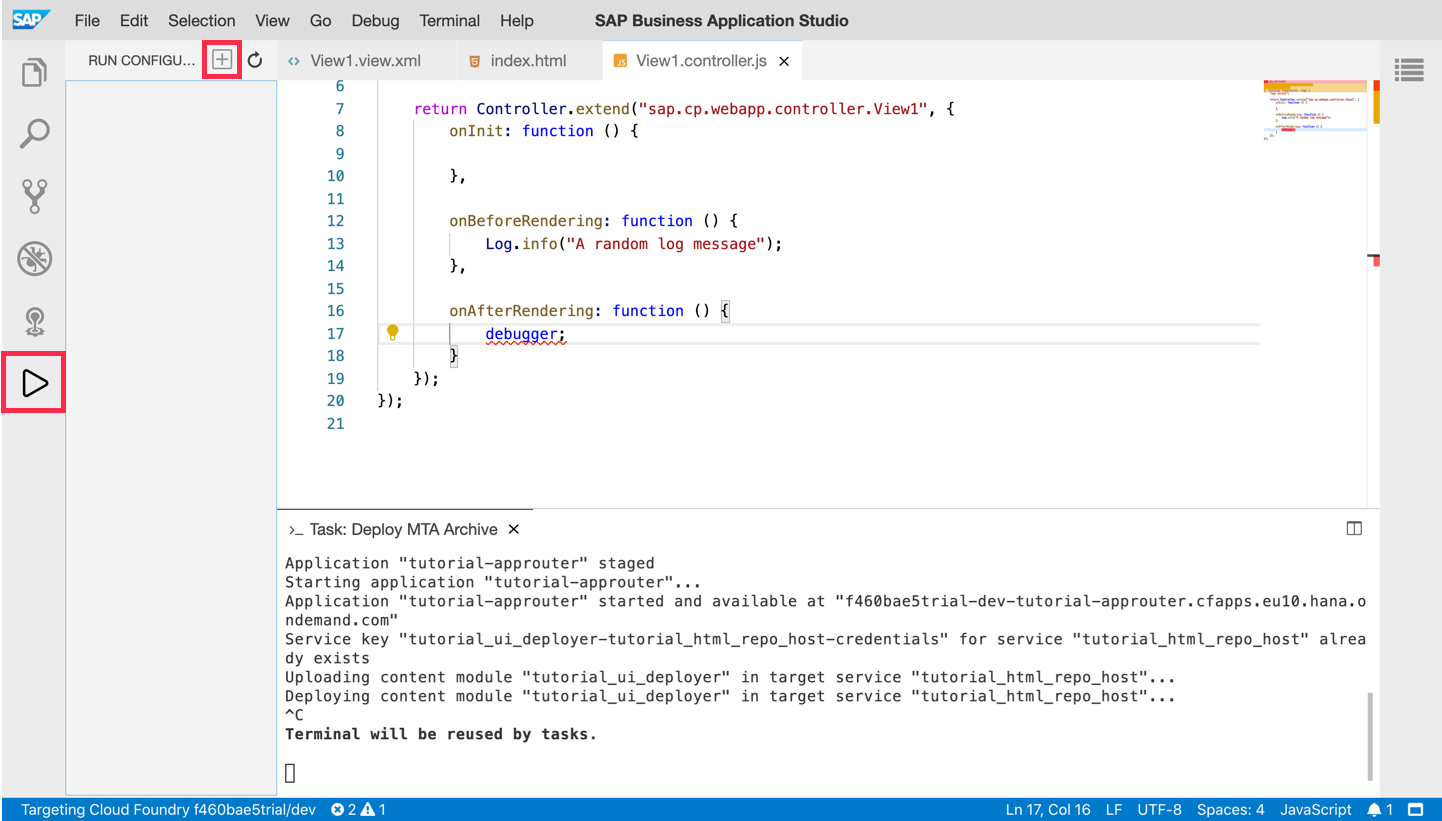 SAP File Edit Selection View Go Debug Terminal Help SAP Business Application Studio
RUN CONFIGU... View1.view.xml index.html JS View1.controller.js
6
7 return Controller.extend("sap.cp.webapp.controller.View1", {
8 onInit: function () {
9
10 },
11
12 onBeforeRendering: function () {
13 Log.info("A random log message");
14 },
15
16 onAfterRendering: function () {
17 debugger;
18 }
19 });
20 });
21
>_ Task: Deploy MTA Archive
Application "tutorial-approuter" staged
Starting application "tutorial-approuter"...
Application "tutorial-approuter" started and available at "f460bae5trial-dev-tutorial-approuter.cfapps.eu10.hana.o
ndemand.com"
Service key "tutorial_ui_deployer-tutorial_html_repo_host-credentials" for service "tutorial_html_repo_host" alrea
dy exists
Uploading content module "tutorial_ui_deployer" in target service "tutorial_html_repo_host"...
Deploying content module "tutorial_ui_deployer" in target service "tutorial_html_repo_host"...
^C
Terminal will be reused by tasks.
Targeting Cloud Foundry f460bae5trial/dev 2 1 Ln 17, Col 16 LF UTF-8 Spaces: 4 JavaScript 1